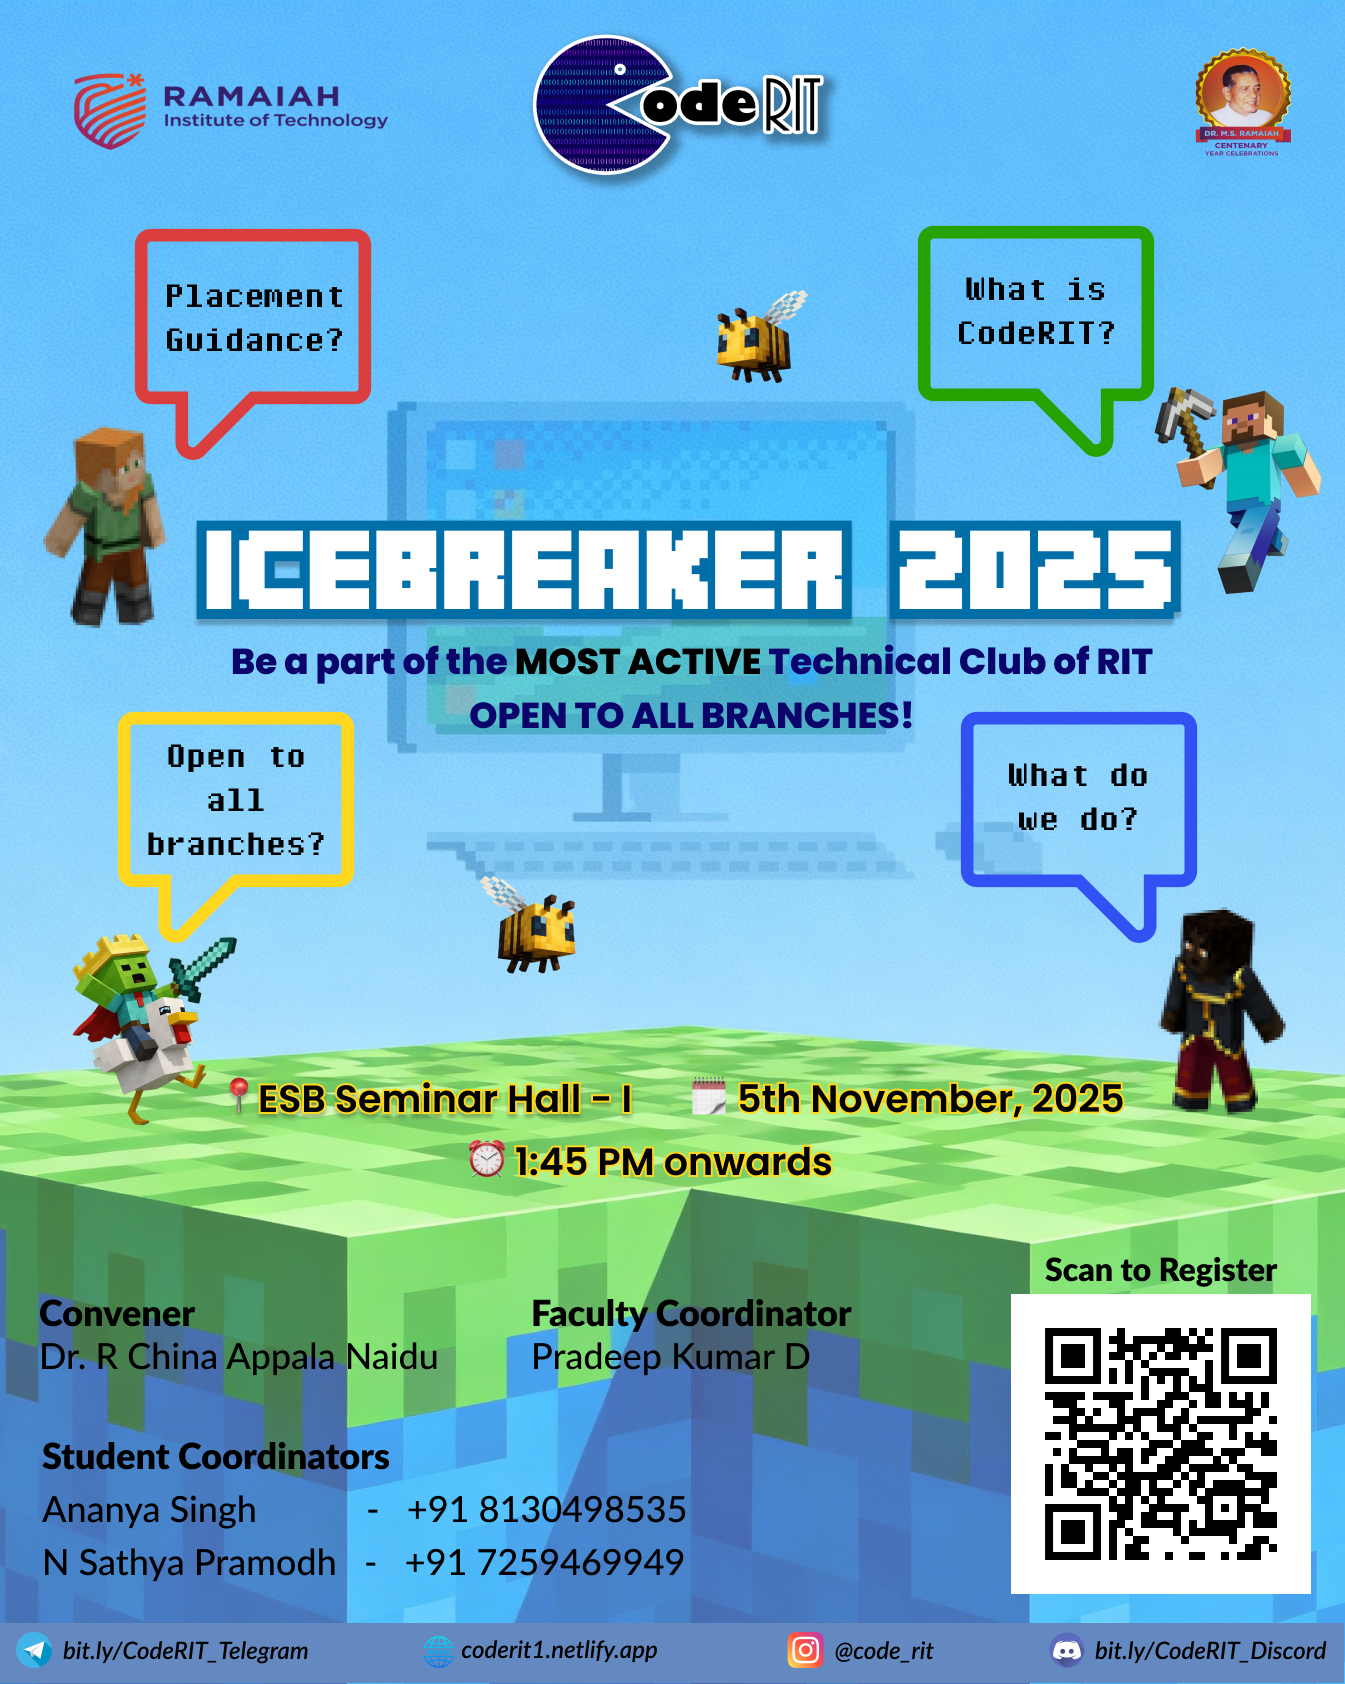 RAMAIAH
Institute of Technology
odeRIT
DR. M.S. RAMAIAH
CENTENARY
YEAR CELEBRATIONS
Placement
Guidance?
What is
CodeRIT?
ICEBREAKER 2025
Be a part of the MOST ACTIVE Technical Club of RIT
OPEN TO ALL BRANCHES!
Open to
all
branches?
What do
we do?
ESB Seminar Hall - I
5th November, 2025
1:45 PM onwards
Scan to Register
Convener
Dr. R China Appala Naidu
Faculty Coordinator
Pradeep Kumar D
Student Coordinators
Ananya Singh - +91 8130498535
N Sathya Pramodh - +91 7259469949
bit.ly/CodeRIT_Telegram
coderit1.netlify.app
@code_rit
bit.ly/CodeRIT_Discord